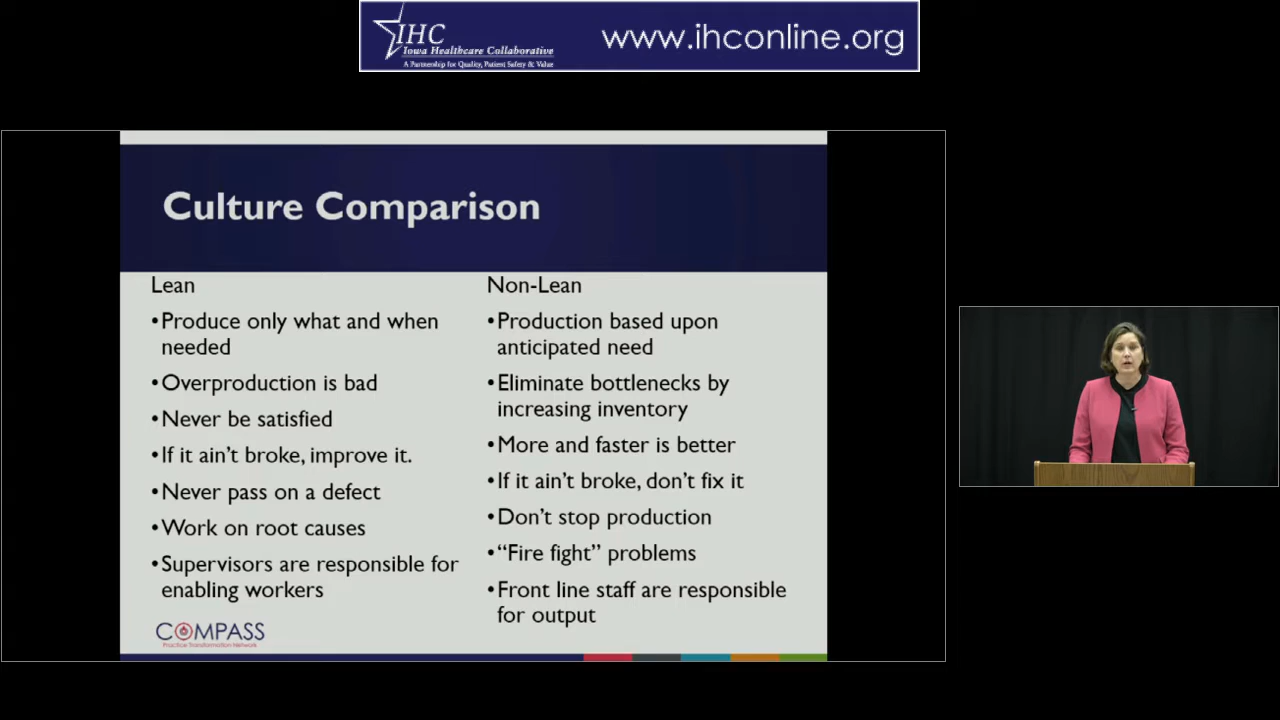 IHC
Iowa Healthcare Collaborative
A Partnership for Quality, Patient Safety & Value
www.ihconline.org
Culture Comparison
Lean
•Produce only what and when
needed
•Overproduction is bad
•Never be satisfied
•If it ain't broke, improve it.
•Never pass on a defect
•Work on root causes
•Supervisors are responsible for
enabling workers
Non-Lean
•Production based upon
anticipated need
•Eliminate bottlenecks by
increasing inventory
•More and faster is better
•If it ain't broke, don't fix it
•Don't stop production
•“Fire fight” problems
•Front line staff are responsible
for output
COMPASS
Practice Transformation Network